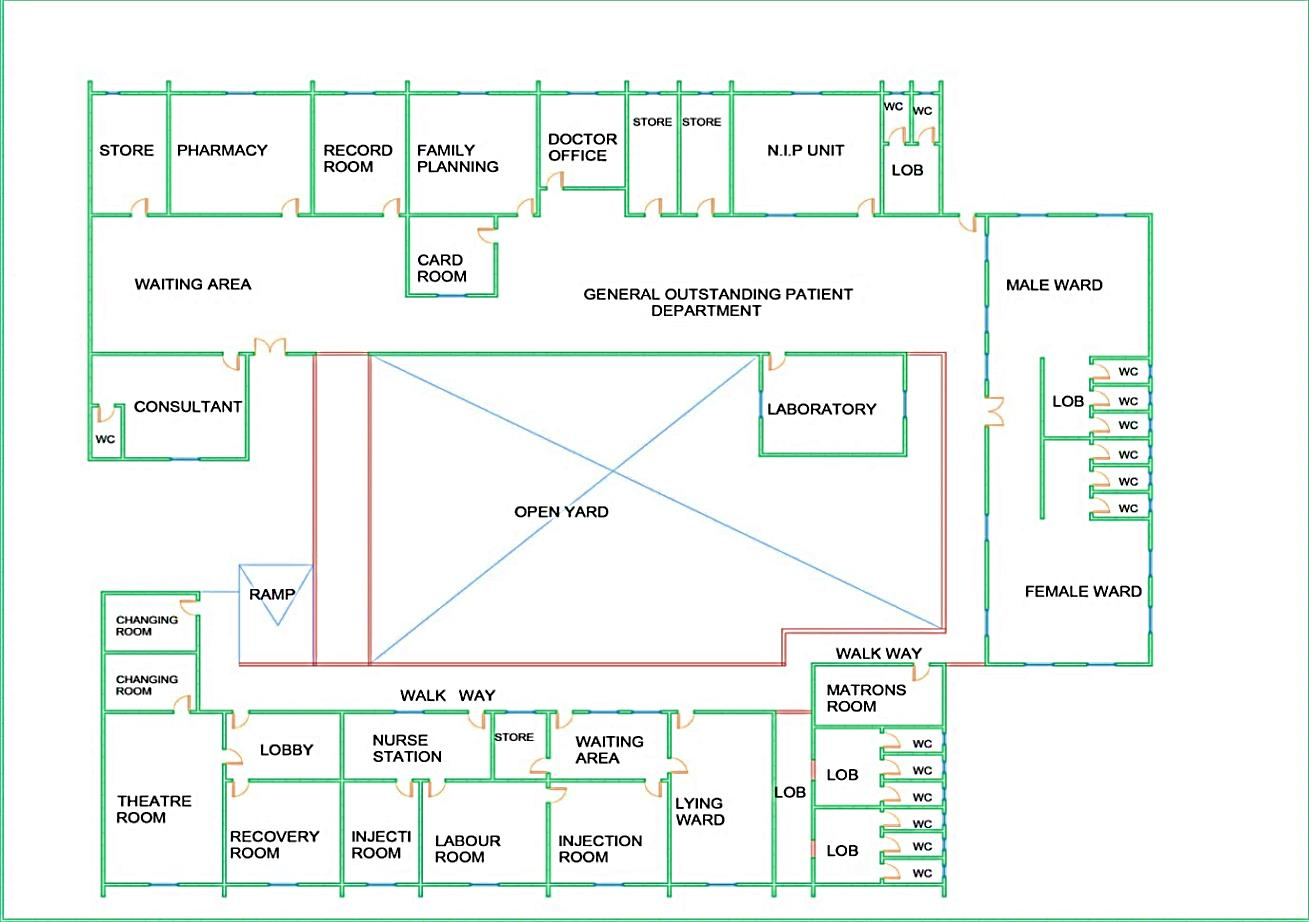 WC
WC
STORE
PHARMACY
RECORD
ROOM
FAMILY
PLANNING
DOCTOR
OFFICE
STORE
STORE
N.I.P UNIT
LOB
CARD
ROOM
WAITING AREA
GENERAL OUTSTANDING PATIENT
DEPARTMENT
MALE WARD
CONSULTANT
WC
LABORATORY
LOB
WC
WC
WC
WC
WC
WC
OPEN YARD
RAMP
FEMALE WARD
CHANGING
ROOM
CHANGING
ROOM
WALK WAY
WALK WAY
MATRONS
ROOM
LOBBY
NURSE
STATION
STORE
WAITING
AREA
THEATRE
ROOM
RECOVERY
ROOM
INJECTI
ROOM
LABOUR
ROOM
INJECTION
ROOM
LYING
WARD
LOB
LOB
WC
WC
WC
LOB
WC
WC
WC